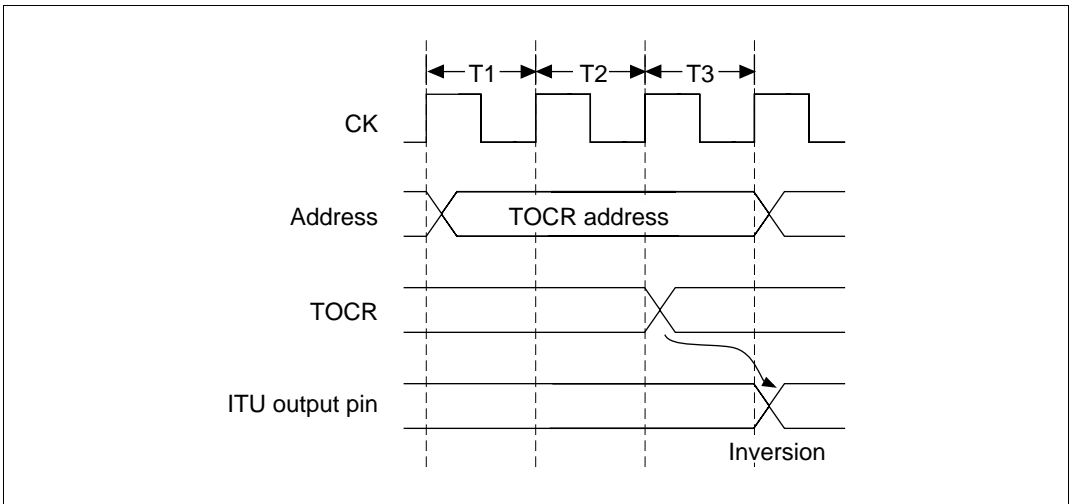 T1 T2 T3
CK
Address TOCR address
TOCR
ITU output pin
Inversion